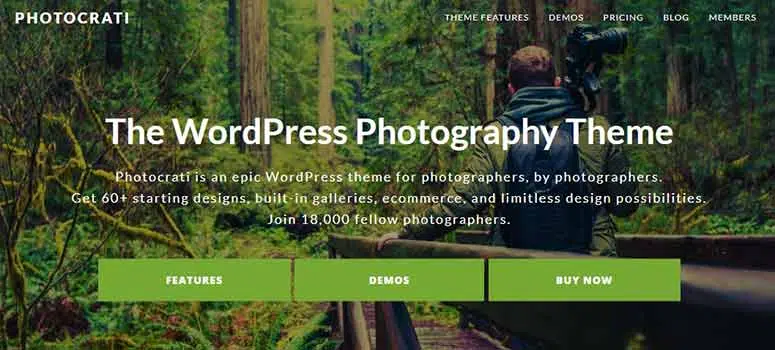 PHOTOCRATI
THEME FEATURES DEMOS PRICING BLOG MEMBERS
The WordPress Photography Theme
Photocrati is an epic WordPress theme for photographers, by photographers.
Get 60+ starting designs, built-in galleries, ecommerce, and limitless design possibilities.
Join 18,000 fellow photographers.
FEATURES DEMOS BUY NOW